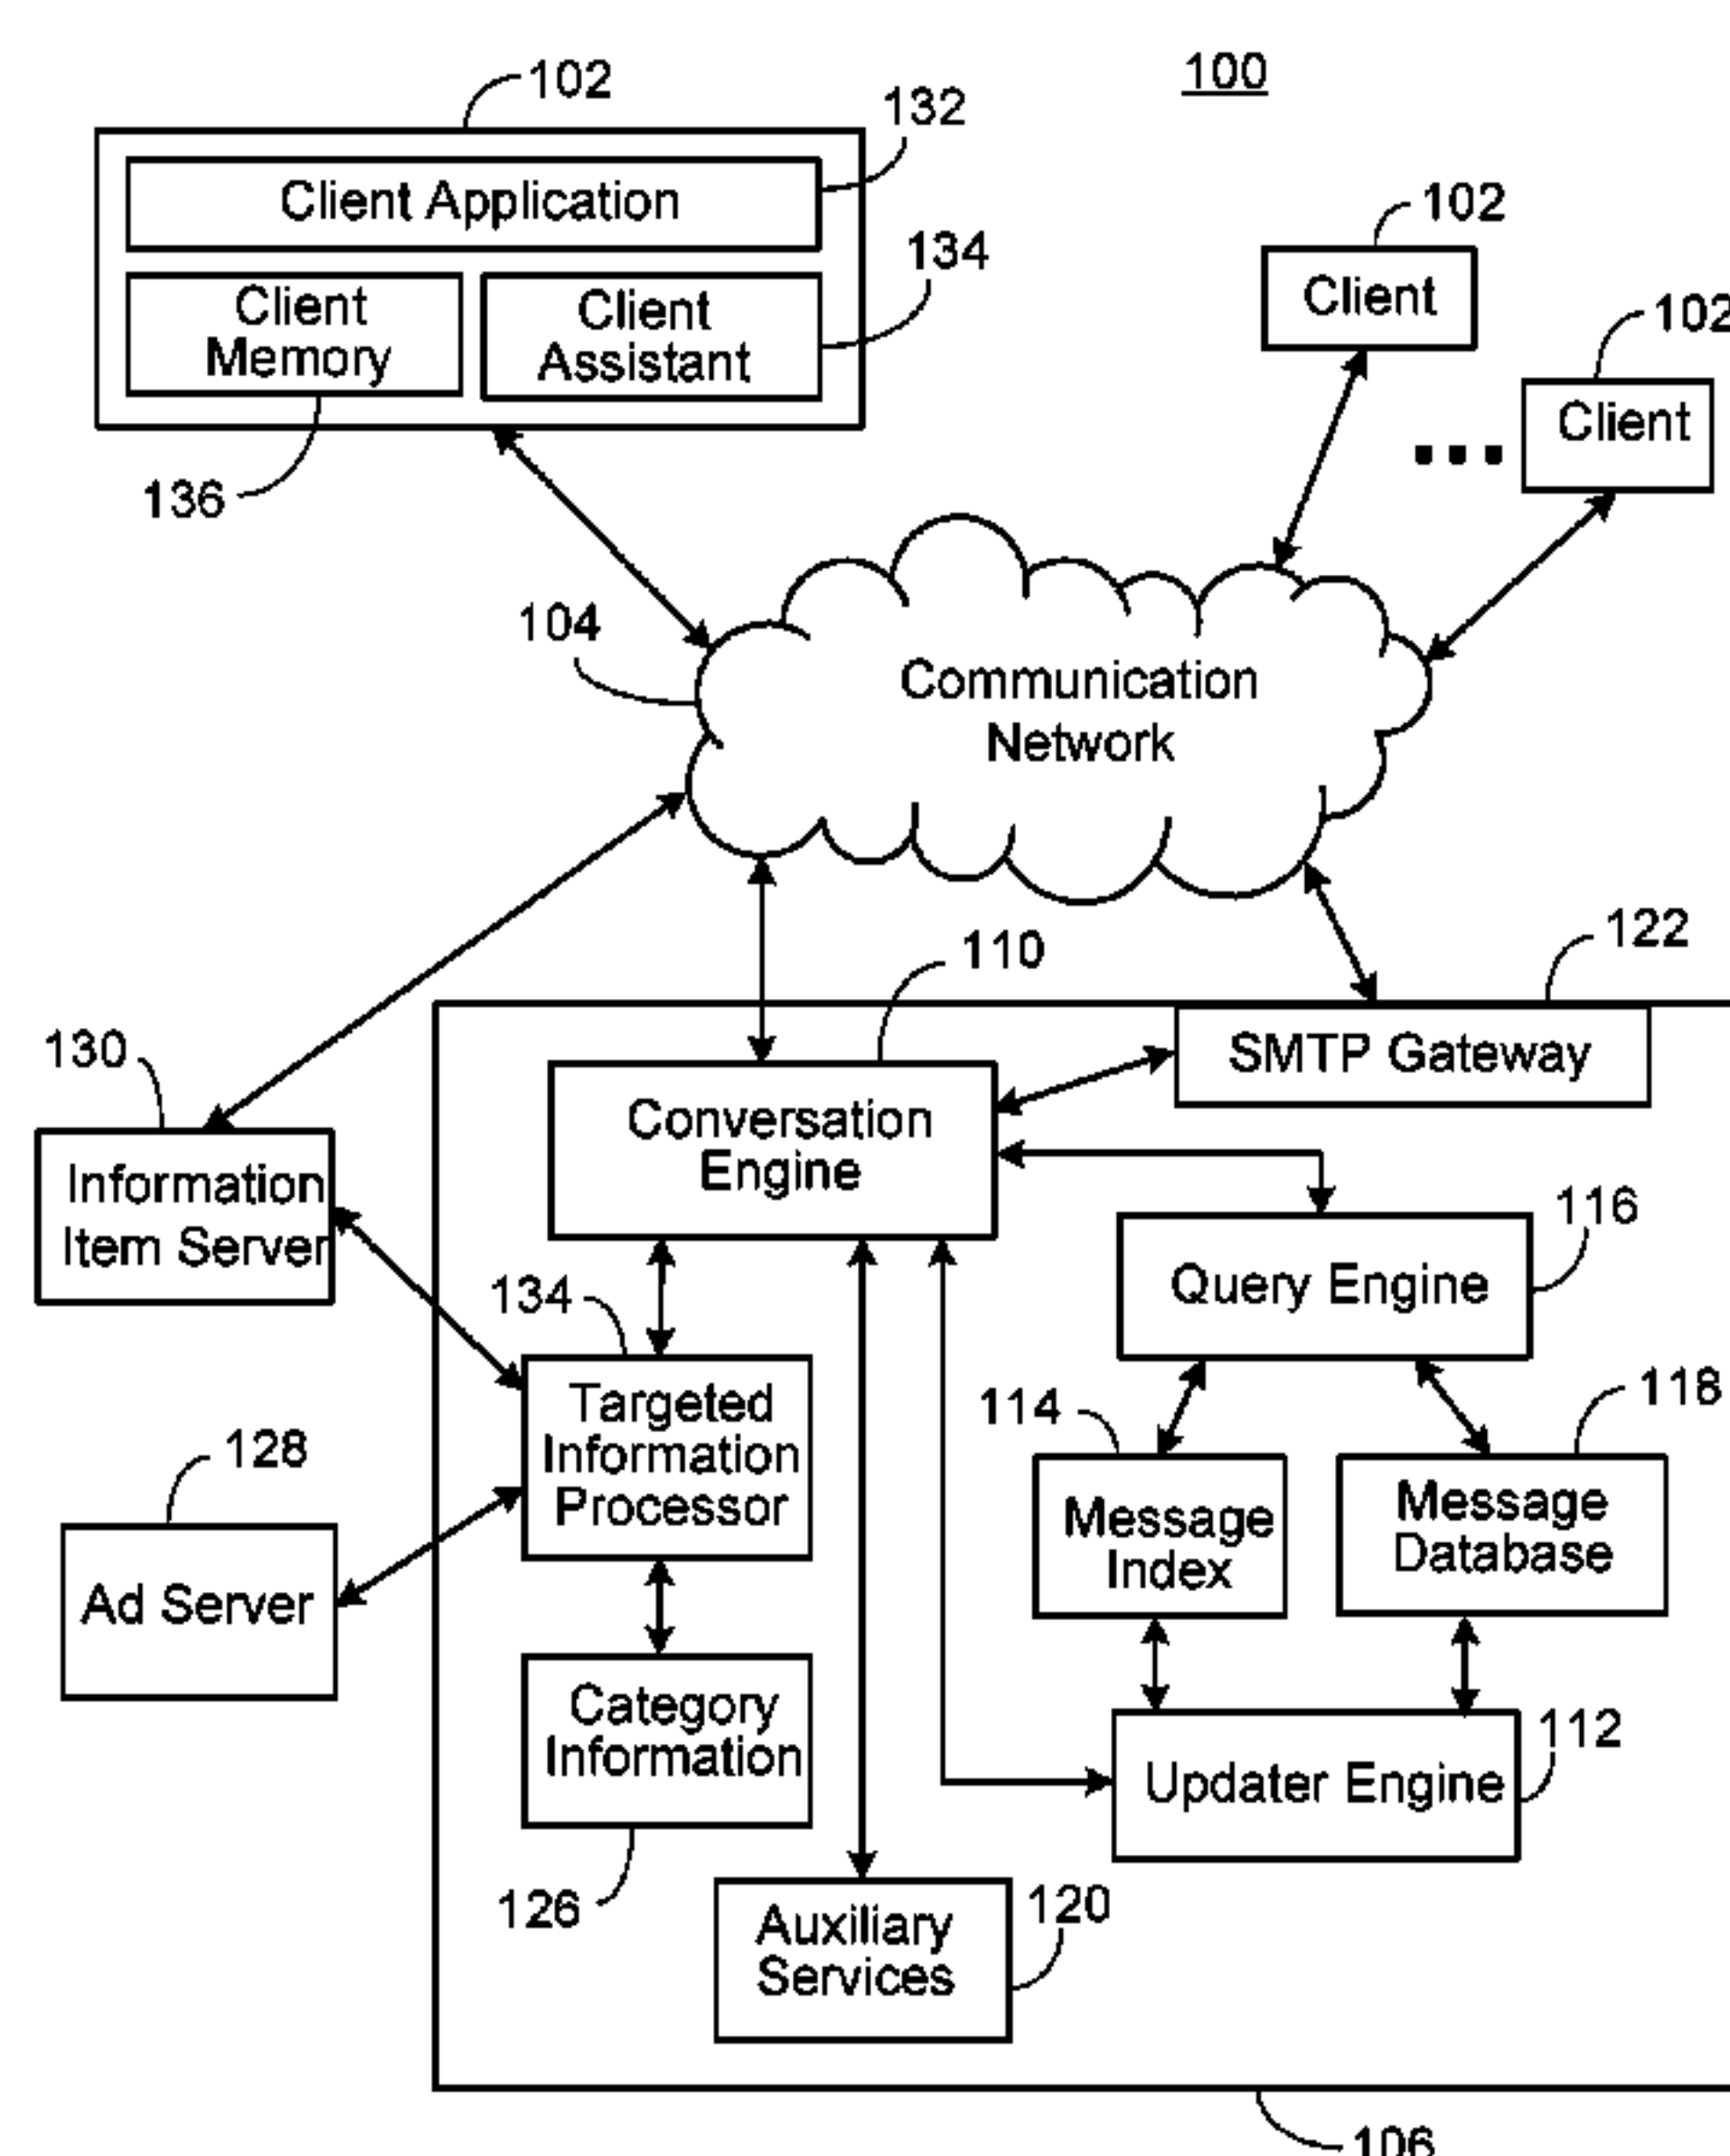 100
102
132
Client Application
134
Client
Memory
Client
Assistant
136
102
Client
102
Client
104
Communication
Network
122
110
SMTP Gateway
130
Conversation
Engine
Information
Item Server
116
Query Engine
134
Targeted
Information
Processor
114
118
128
Message
Index
Message
Database
Ad Server
Category
Information
112
Updater Engine
126
120
Auxiliary
Services
106